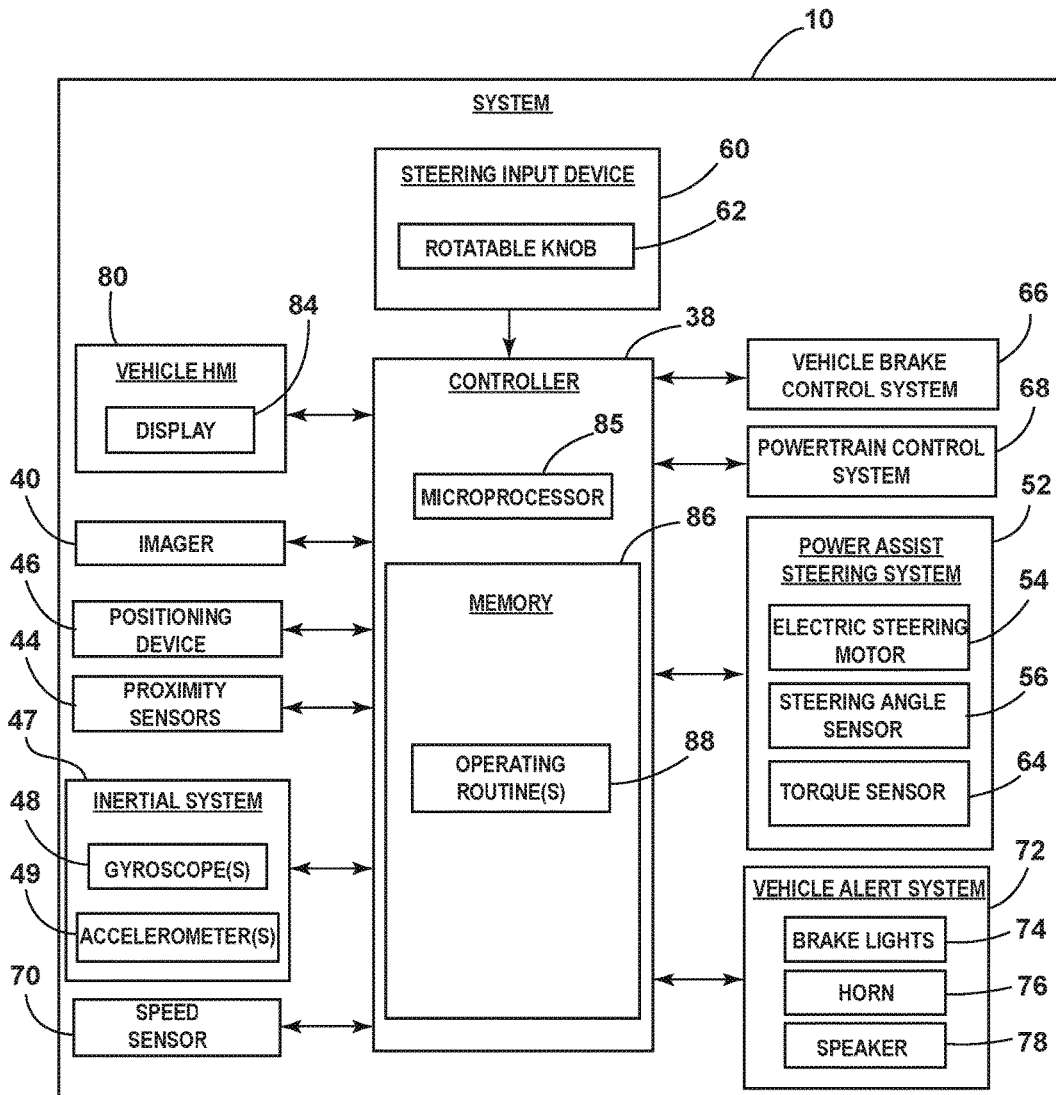 10
SYSTEM
STEERING INPUT DEVICE
60
ROTATABLE KNOB
62
80
84
VEHICLE HMI
DISPLAY
38
CONTROLLER
85
MICROPROCESSOR
86
MEMORY
OPERATING
ROUTINE(S)
88
40
IMAGER
46
POSITIONING
DEVICE
44
PROXIMITY
SENSORS
47
INERTIAL SYSTEM
48
GYROSCOPE(S)
49
ACCELEROMETER(S)
70
SPEED
SENSOR
66
VEHICLE BRAKE
CONTROL SYSTEM
68
POWERTRAIN CONTROL
SYSTEM
52
POWER ASSIST
STEERING SYSTEM
54
ELECTRIC STEERING
MOTOR
56
STEERING ANGLE
SENSOR
64
TORQUE SENSOR
72
VEHICLE ALERT SYSTEM
BRAKE LIGHTS
74
HORN
76
SPEAKER
78